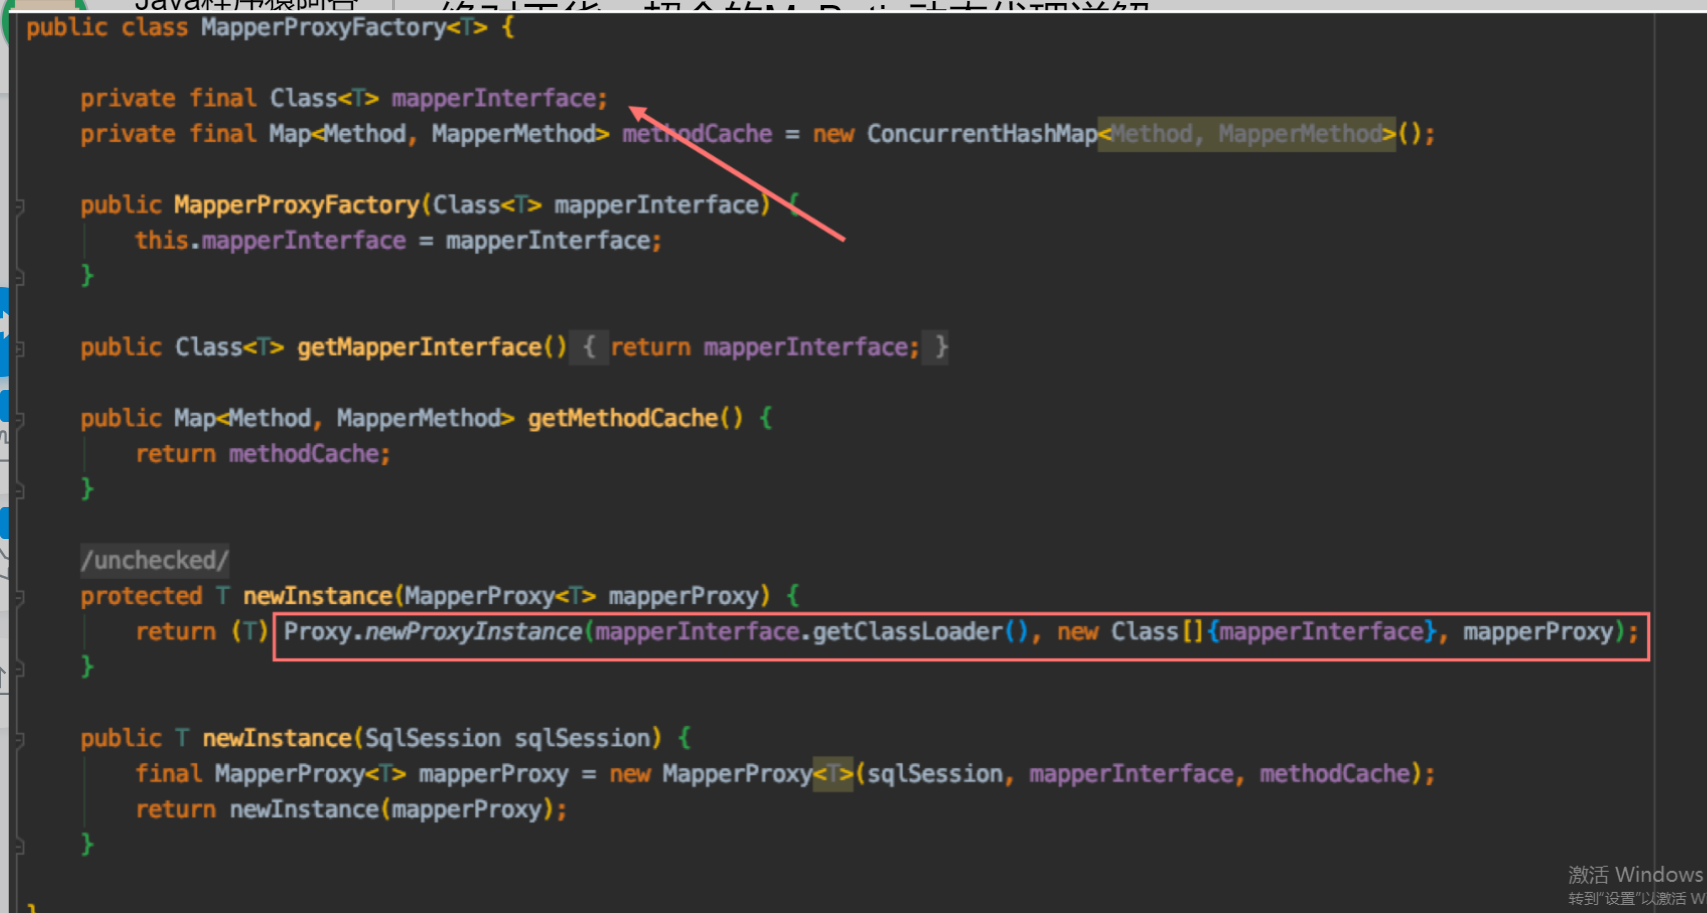 public class MapperProxyFactory<T> {
private final Class<T> mapperInterface;
private final Map<Method, MapperMethod> methodCache = new ConcurrentHashMap<Method, MapperMethod>();
public MapperProxyFactory(Class<T> mapperInterface) {
this.mapperInterface = mapperInterface;
}
public Class<T> getMapperInterface() { return mapperInterface; }
public Map<Method, MapperMethod> getMethodCache() {
return methodCache;
}
/unchecked/
protected T newInstance(MapperProxy<T> mapperProxy) {
return (T) Proxy.newProxyInstance(mapperInterface.getClassLoader(), new Class[]{mapperInterface}, mapperProxy);
}
public T newInstance(SqlSession sqlSession) {
final MapperProxy<T> mapperProxy = new MapperProxy<T>(sqlSession, mapperInterface, methodCache);
return newInstance(mapperProxy);
}
}
激活 Windows
转到"设置"以激活 W